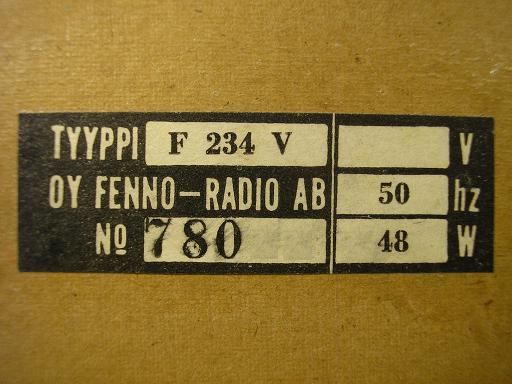 TYYPPI F 234 V V
OY FENNO-RADIO AB 50 hz
No 780 48 W